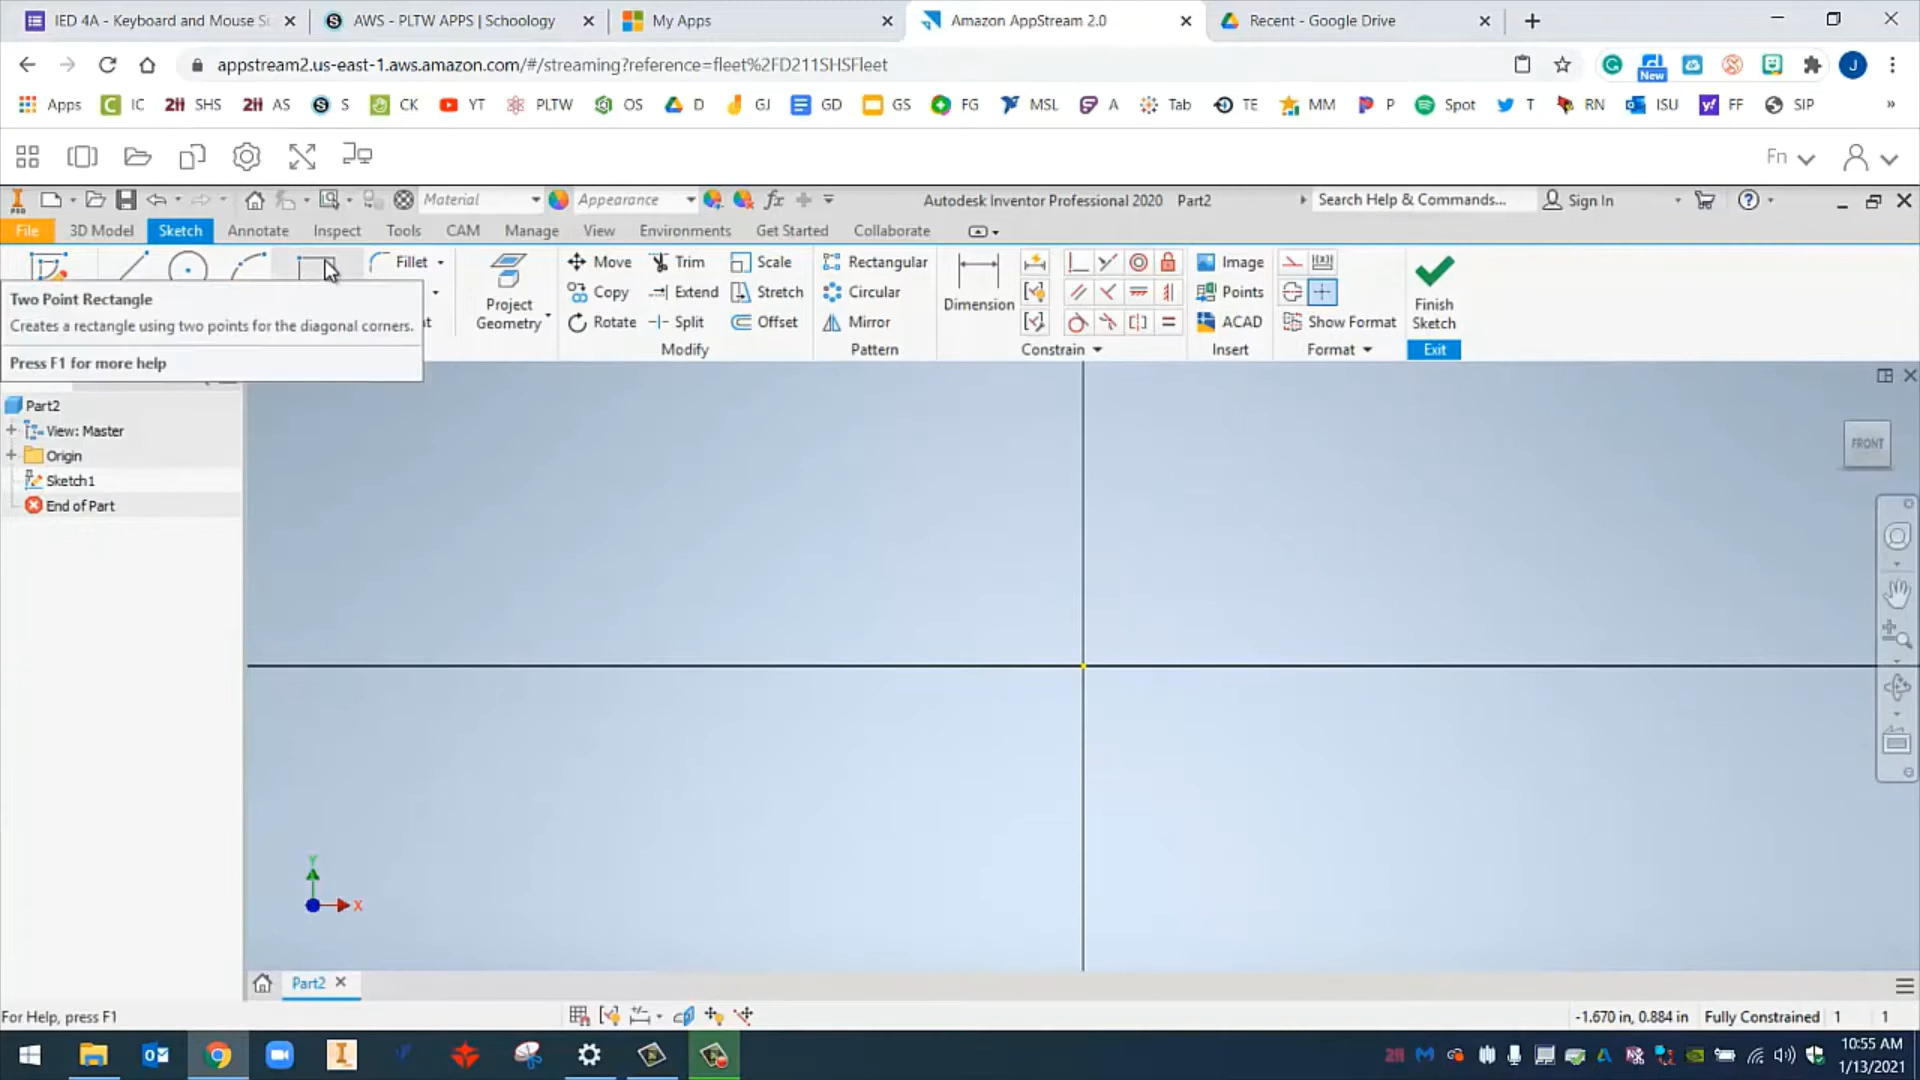 IED 4A - Keyboard and Mouse S
AWS - PLTW APPS | Schoology
My Apps
Amazon AppStream 2.0
Recent - Google Drive
appstream2.us-east-1.aws.amazon.com/#/streaming?reference=fleet%2FD211SHSFleet
New
J
Apps IC SHS AS S CK YT PLTW OS D GJ GD GS FG MSL A Tab TE MM P Spot T RN ISU FF SIP »
Fn
Material
Appearance
fx
Autodesk Inventor Professional 2020 Part2
Search Help & Commands...
Sign In
File 3D Model Sketch Annotate Inspect Tools CAM Manage View Environments Get Started Collaborate
Fillet
Move Trim Scale
Rectangular
Image
Copy Extend Stretch
Circular
Points
Rotate Split Offset
Mirror
ACAD
Show Format
Project
Geometry
Dimension
Finish
Sketch
Modify
Pattern
Constrain
Insert
Format
Exit
Two Point Rectangle
Creates a rectangle using two points for the diagonal corners.
Press F1 for more help
Part2
View: Master
Origin
Sketch1
End of Part
FRONT
Y
X
Part2
For Help, press F1
-1.670 in, 0.884 in Fully Constrained 1 1
10:55 AM
1/13/2021